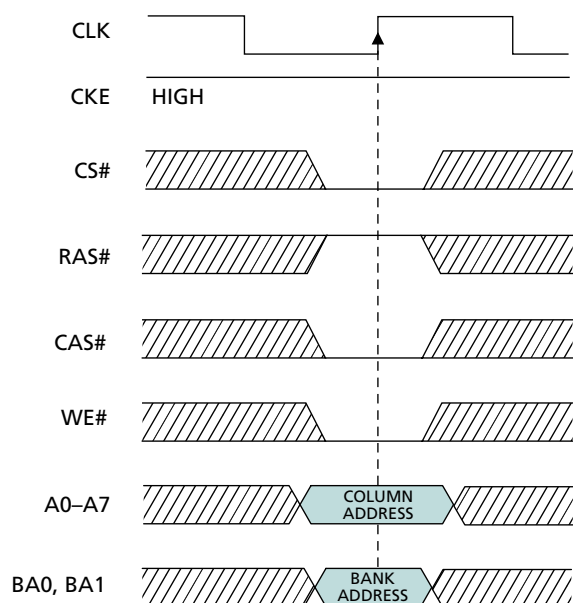 CLK
CKE HIGH
CS#
RAS#
CAS#
WE#
A0–A7 COLUMN
ADDRESS
BA0, BA1 BANK
ADDRESS